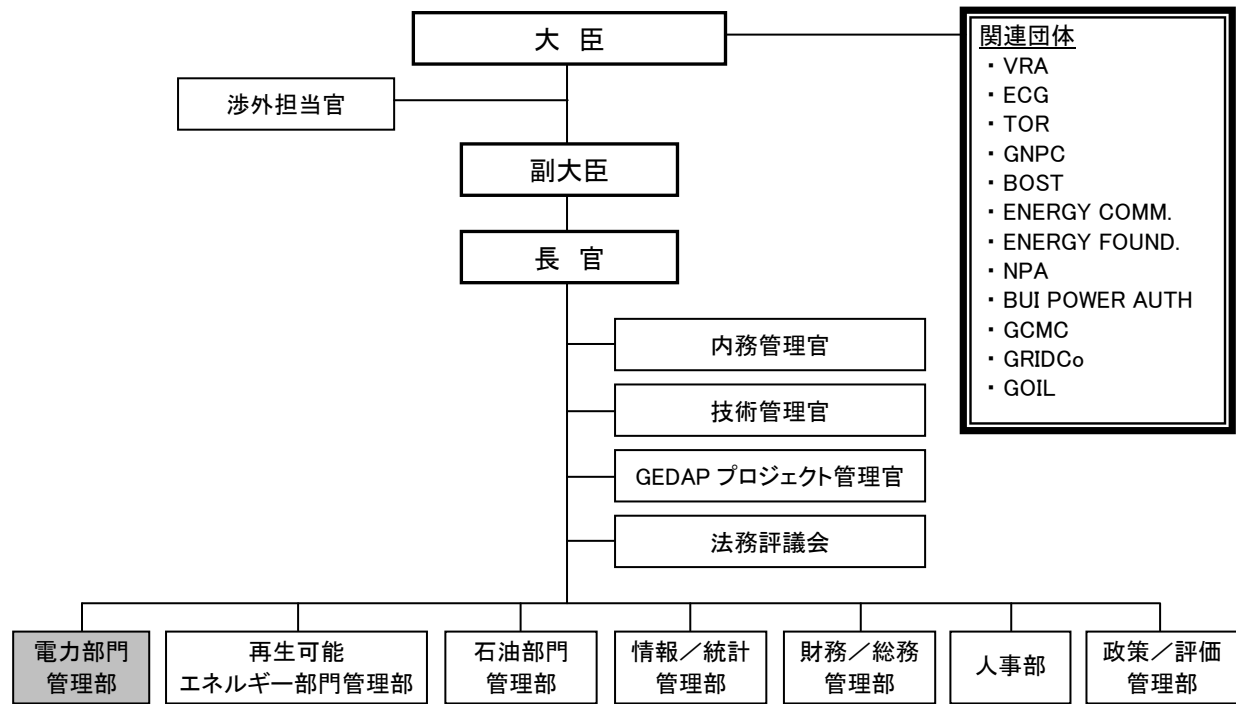 大 臣
関連団体
・ VRA
・ ECG
・ TOR
・ GNPC
・ BOST
・ ENERGY COMM.
・ ENERGY FOUND.
・ NPA
・ BUI POWER AUTH
・ GCMC
・ GRIDCo
・ GOIL
渉外担当官
副大臣
長 官
内務管理官
技術管理官
GEDAP プロジェクト管理官
法務評議会
電力部門
管理部
再生可能
エネルギー部門管理部
石油部門
管理部
情報／統計
管理部
財務／総務
管理部
人事部
政策／評価
管理部